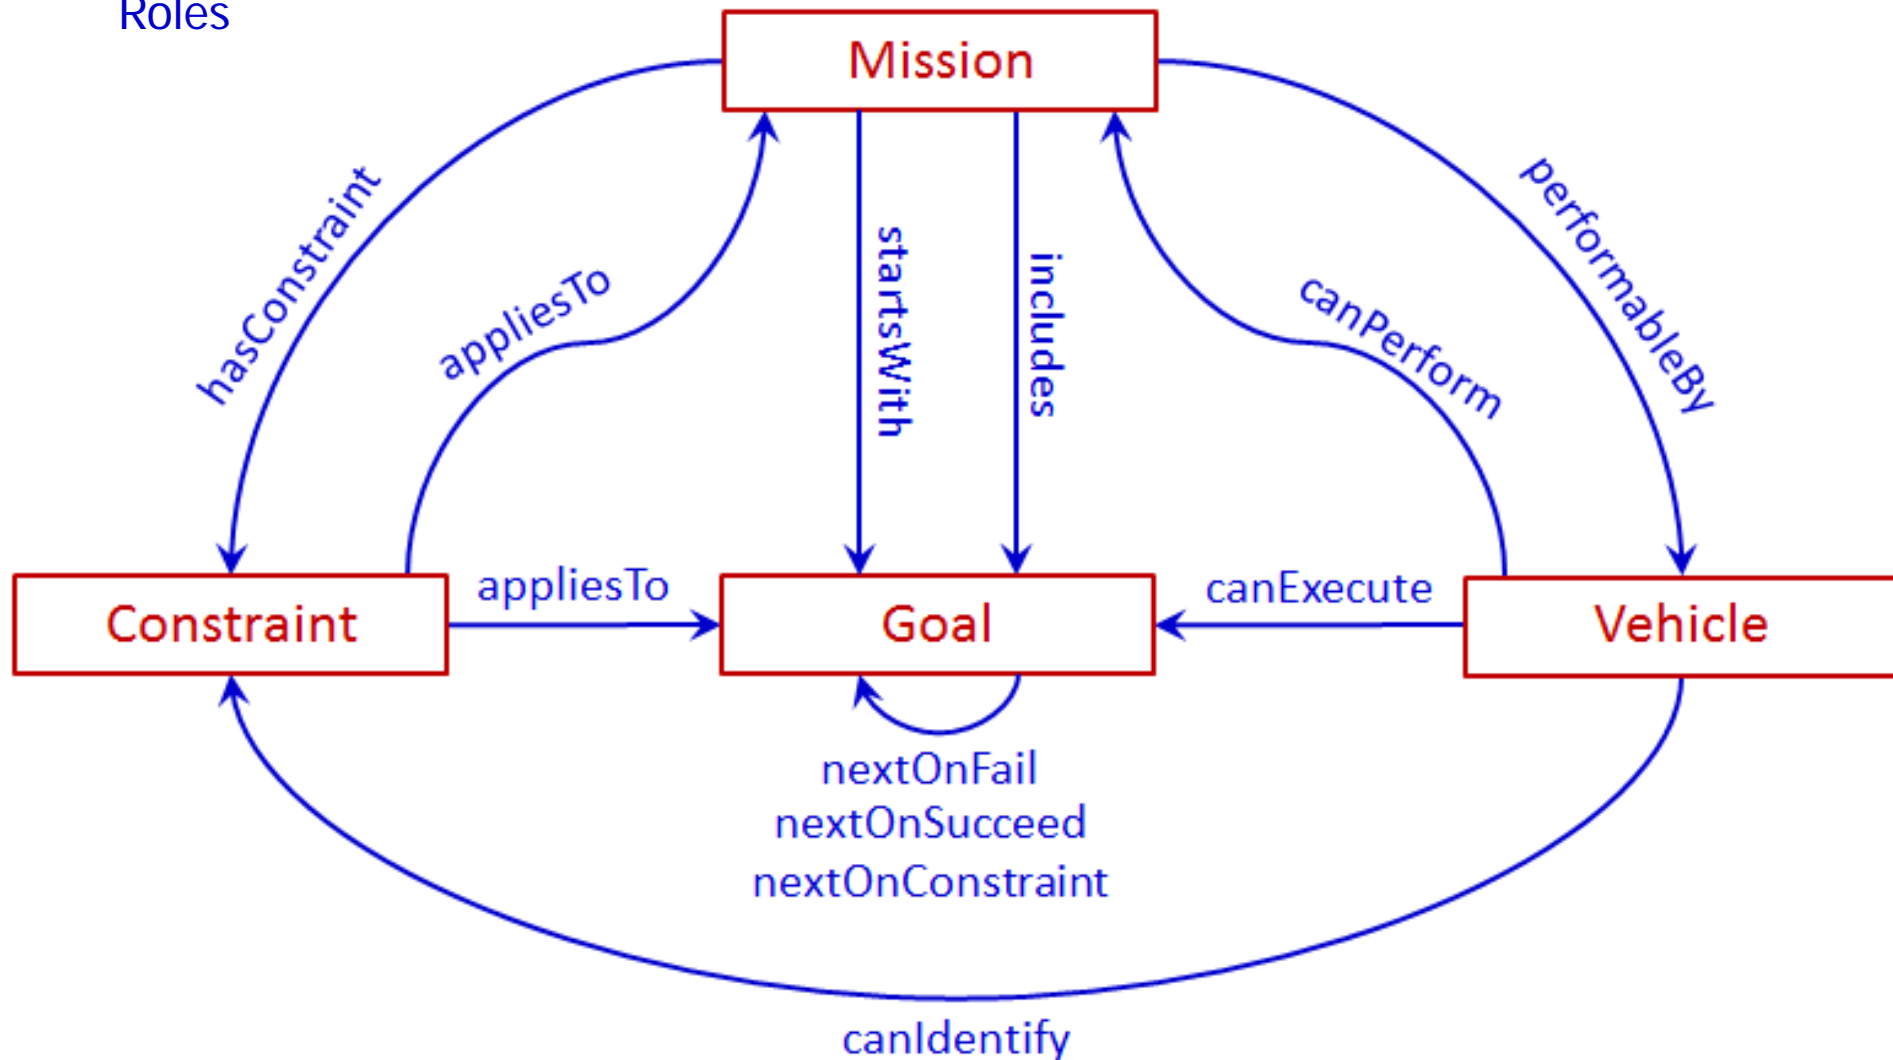 Roles
Mission
hasConstraint
appliesTo
startsWith
includes
canPerform
performableBy
Constraint
appliesTo
Goal
canExecute
Vehicle
nextOnFail
nextOnSucceed
nextOnConstraint
canIdentify